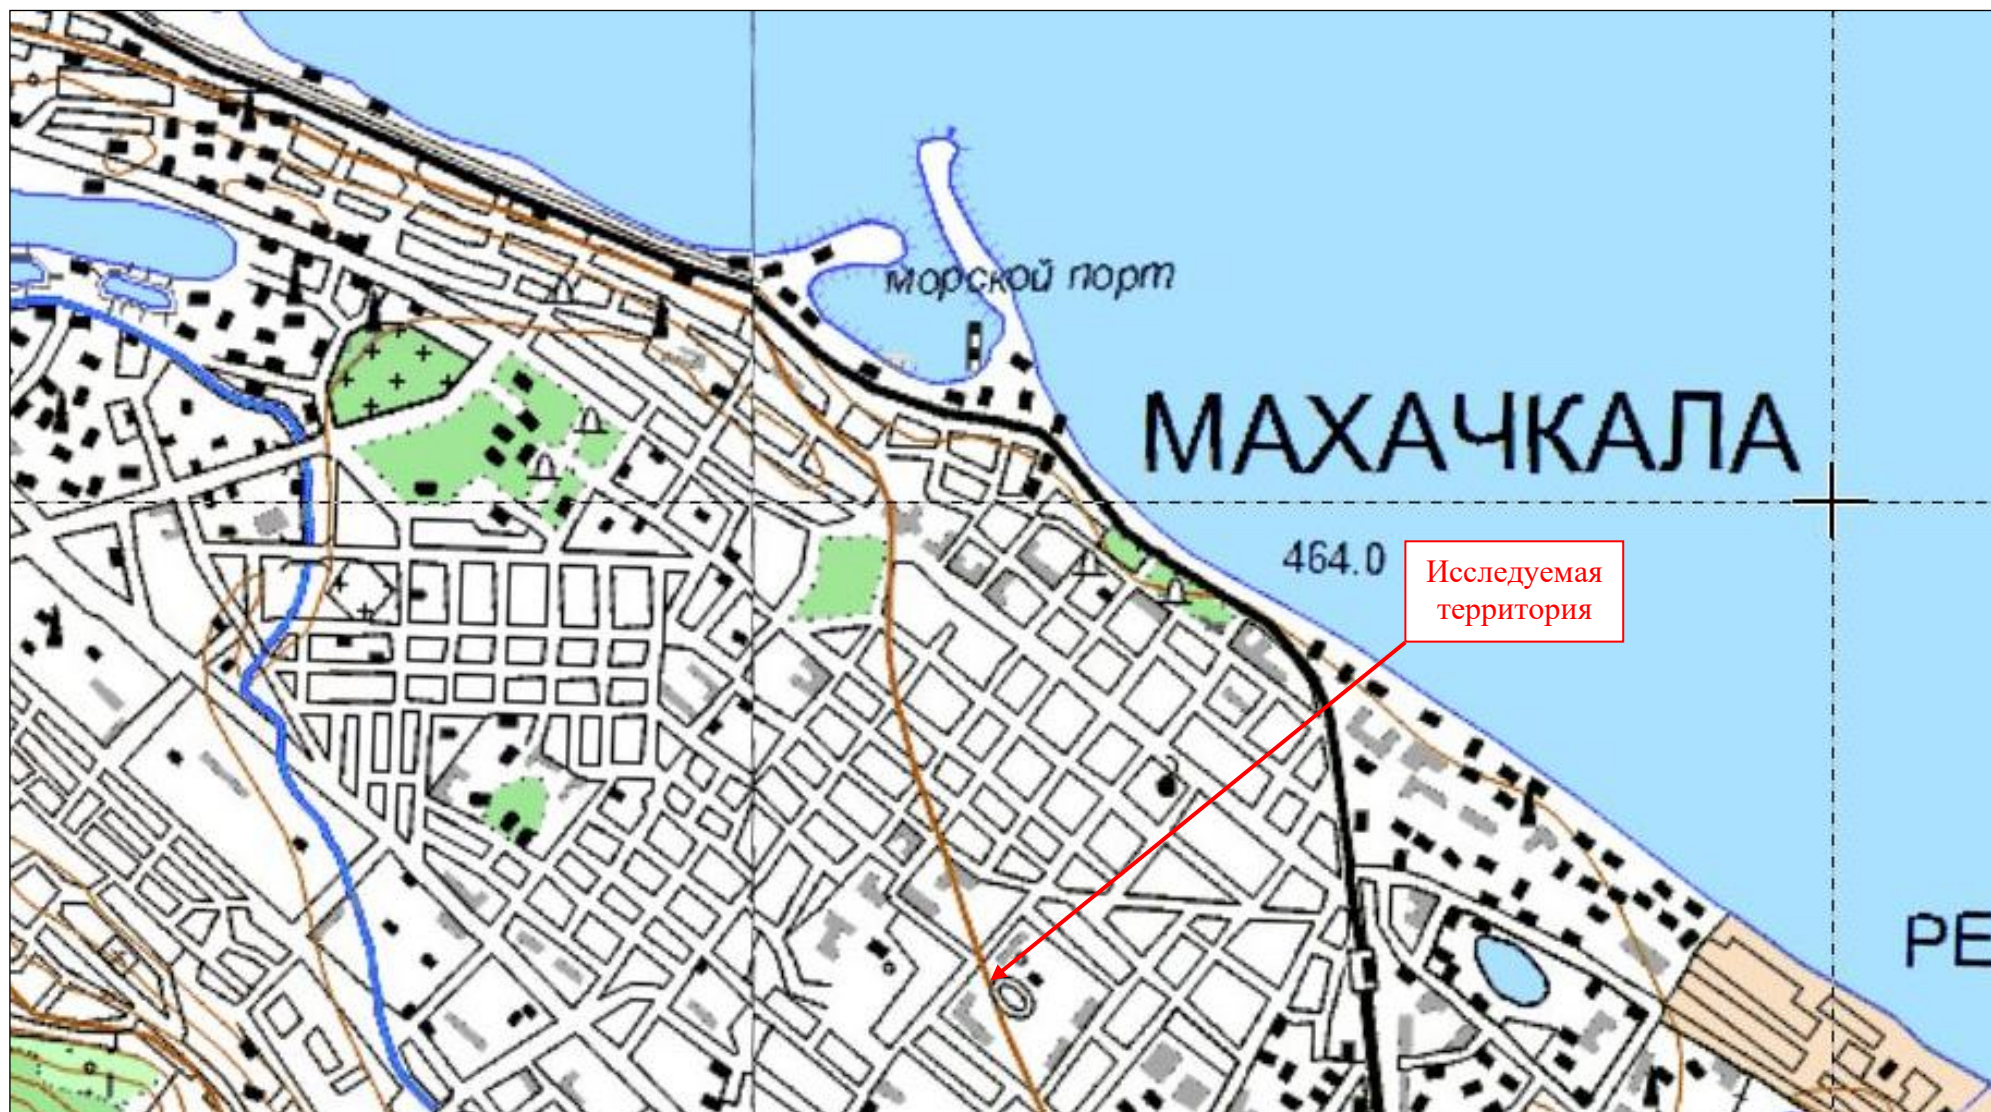 морской порт
МАХАЧКАЛА
464.0
Исследуемая
территория
РЕ